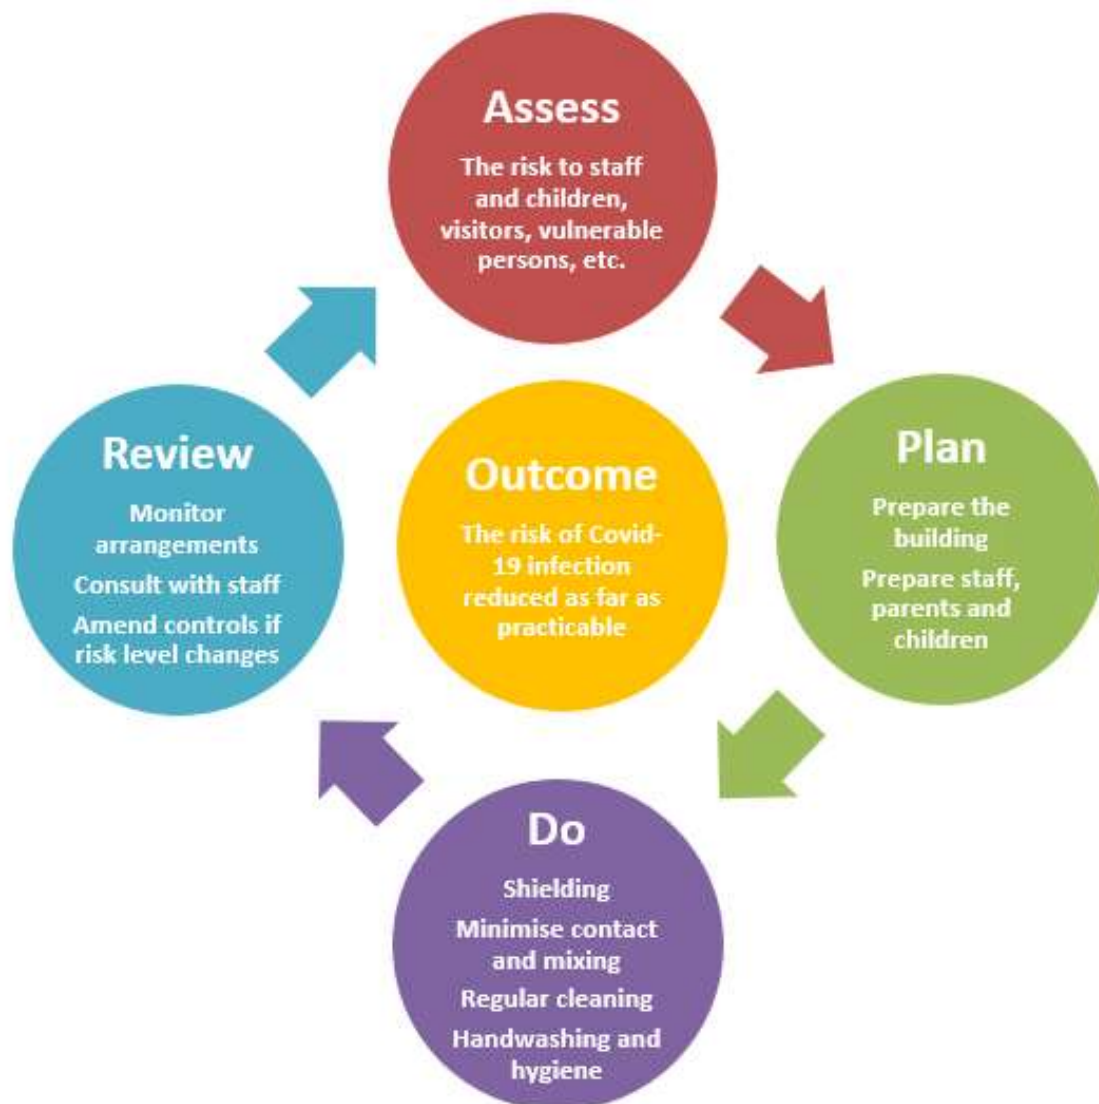 Assess
The risk to staff
and children,
visitors, vulnerable
persons, etc.
Review
Monitor
arrangements
Consult with staff
Amend controls if
risk level changes
Outcome
The risk of Covid-
19 infection
reduced as far as
practicable
Plan
Prepare the
building
Prepare staff,
parents and
children
Do
Shielding
Minimise contact
and mixing
Regular cleaning
Handwashing and
hygiene